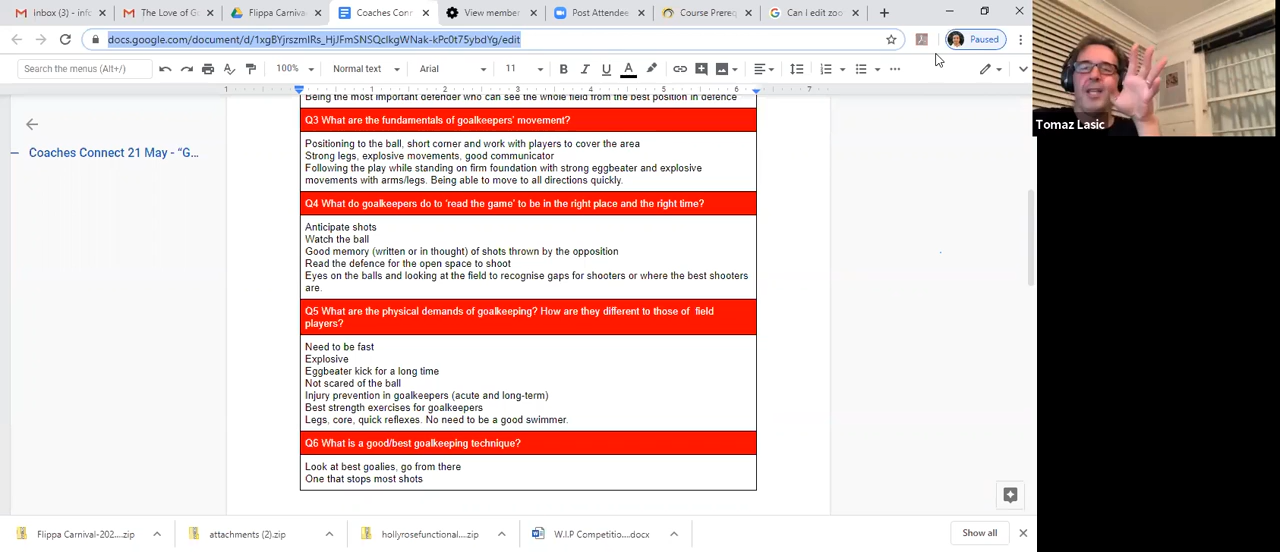 Inbox (3) - info
The Love of G
Flippa Carniva
Coaches Conn
View member
Post Attendee
Course Prereq
Can I edit zoo
docs.google.com/document/d/1xgBYjrszmIRs_HjJFmSNSQcIkgWNak-kPc0t75ybdYg/edit
Paused
Search the menus (Alt+/)
100%
Normal text
Arial
11
1 1 2 3 4 5 6 7
Being the most important defender who can see the whole field from the best position in defence
Q3 What are the fundamentals of goalkeepers' movement?
Positioning to the ball, short corner and work with players to cover the area
Strong legs, explosive movements, good communicator
Following the play while standing on firm foundation with strong eggbeater and explosive
movements with arms/legs. Being able to move to all directions quickly.
Q4 What do goalkeepers do to 'read the game' to be in the right place and the right time?
Anticipate shots
Watch the ball
Good memory (written or in thought) of shots thrown by the opposition
Read the defence for the open space to shoot
Eyes on the balls and looking at the field to recognise gaps for shooters or where the best shooters
are.
Q5 What are the physical demands of goalkeeping? How are they different to those of field
players?
Need to be fast
Explosive
Eggbeater kick for a long time
Not scared of the ball
Injury prevention in goalkeepers (acute and long-term)
Best strength exercises for goalkeepers
Legs, core, quick reflexes. No need to be a good swimmer.
Q6 What is a good/best goalkeeping technique?
Look at best goalies, go from there
One that stops most shots
Coaches Connect 21 May - "G...
Tomaz Lasic
Flippa Carnival-202....zip
attachments (2).zip
hollyrosefunctional....zip
W.I.P Competitio....docx
Show all